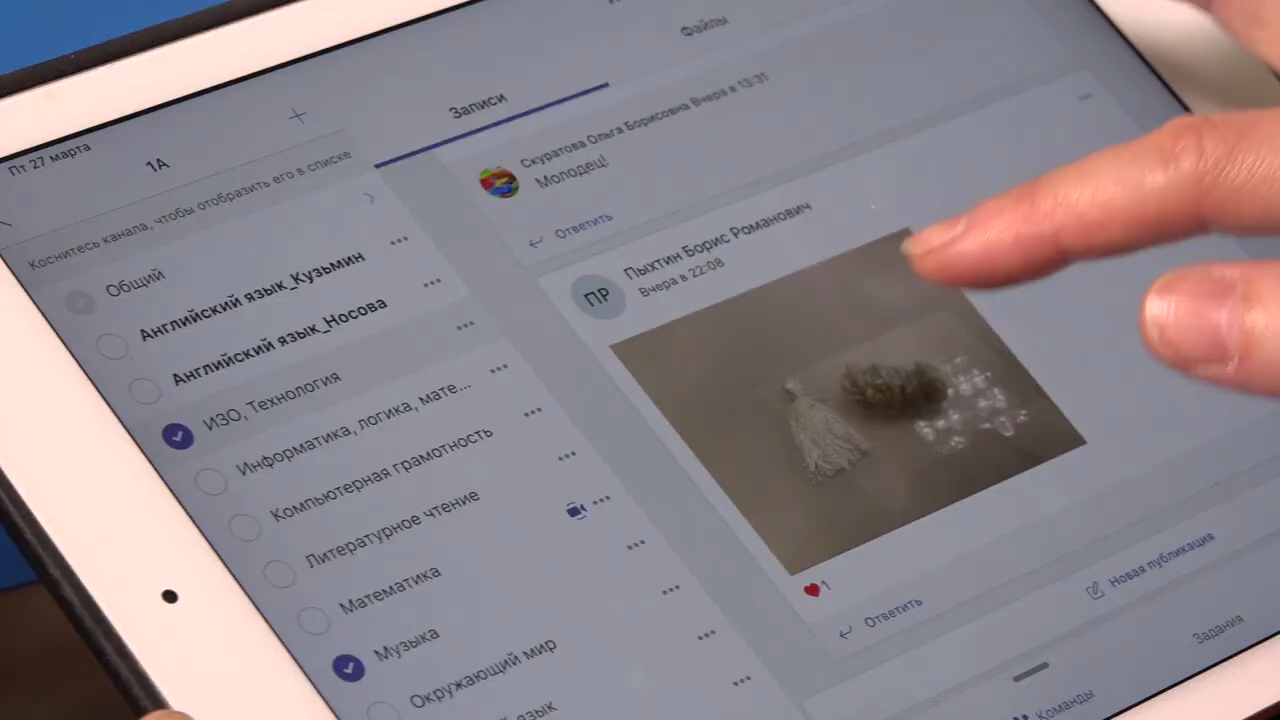 Пт 27 марта
1А
Коснитесь канала, чтобы отобразить его в списке
Общий
Английский язык_Кузьмин
Английский язык_Носова
ИЗО, Технология
Информатика, логика, мате...
Компьютерная грамотность
Литературное чтение
Математика
Музыка
Окружающий мир
язык
Записи
Файлы
Скуратова Ольга Борисовна Вчера в 13:31
Молодец!
Ответить
ПР
Пыхтин Борис Романович
Вчера в 22:08
1
Ответить
Новая публикация
Команды
Задания